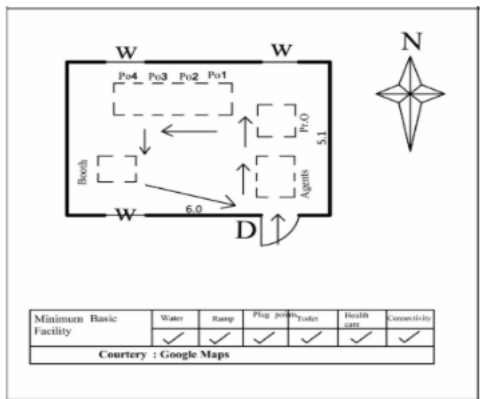 W W N
Po4 Po3 Po2 Po1
Pr.O
5.1
Booth
Agents
W 6.0
D
Minimum Basic Facility Water Ramp Plug points Toilet Health care Connectivity
Courtery : Google Maps